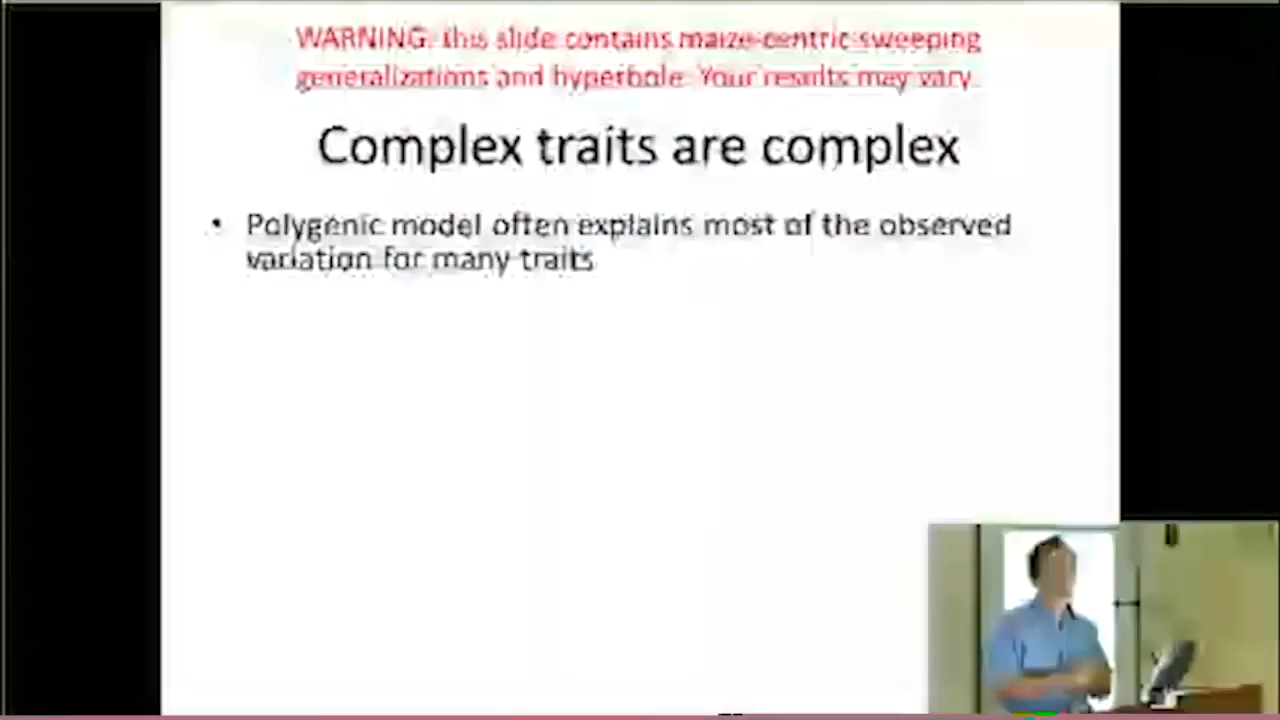 WARNING: this slide contains maize-centric sweeping
generalizations and hyperbole. Your results may vary.
Complex traits are complex
• Polygenic model often explains most of the observed
variation for many traits